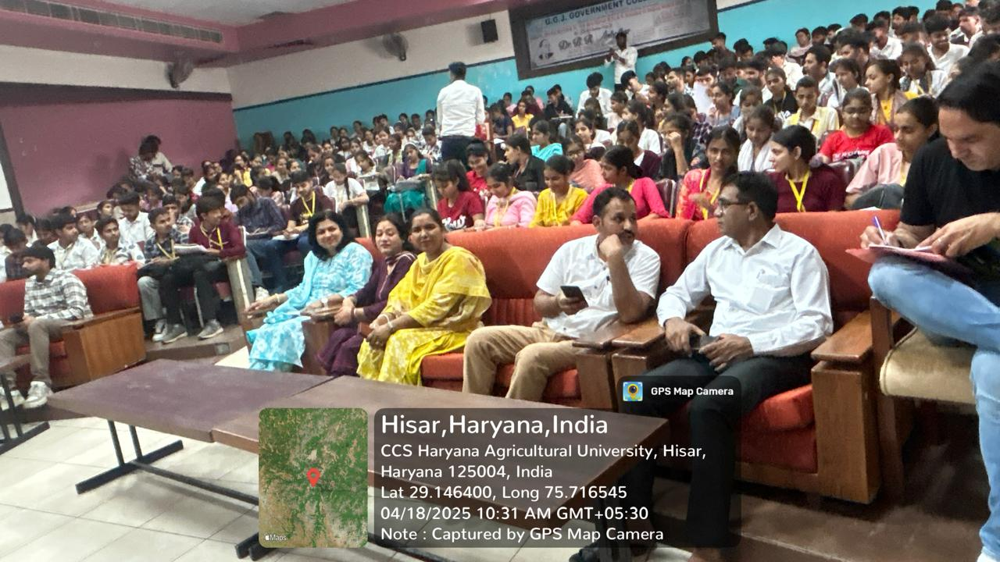 G.G.J. GOVERNMENT COLL
Dr. B.R.
GPS Map Camera
Hisar,Haryana,India
CCS Haryana Agricultural University, Hisar,
Haryana 125004, India
Lat 29.146400, Long 75.716545
04/18/2025 10:31 AM GMT+05:30
Note : Captured by GPS Map Camera
Maps